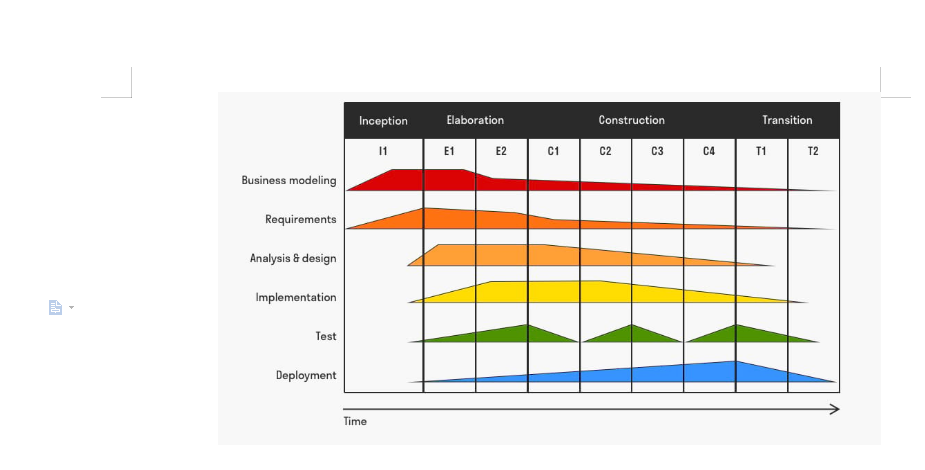 Inception Elaboration Construction Transition
I1 E1 E2 C1 C2 C3 C4 T1 T2
Business modeling
Requirements
Analysis & design
Implementation
Test
Deployment
Time